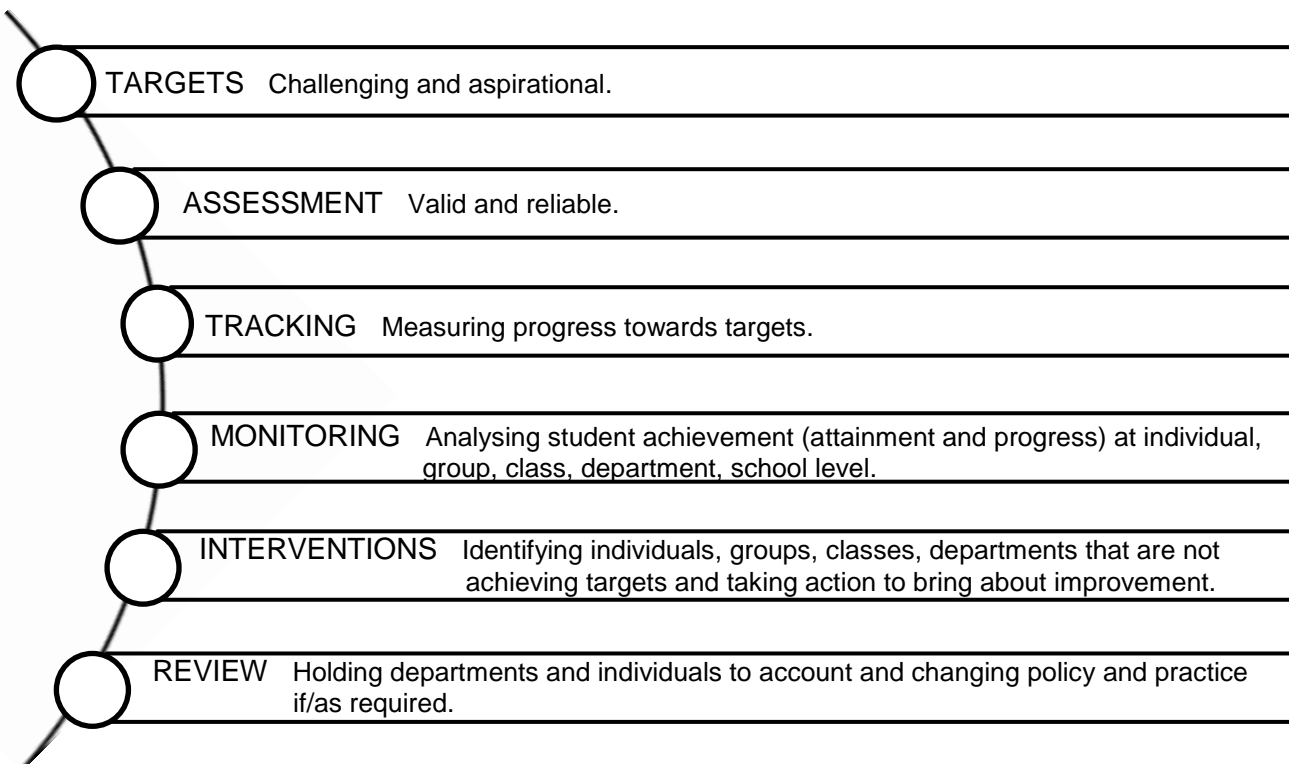 TARGETS Challenging and aspirational.
ASSESSMENT Valid and reliable.
TRACKING Measuring progress towards targets.
MONITORING Analysing student achievement (attainment and progress) at individual,
group, class, department, school level.
INTERVENTIONS Identifying individuals, groups, classes, departments that are not
achieving targets and taking action to bring about improvement.
REVIEW Holding departments and individuals to account and changing policy and practice
if/as required.